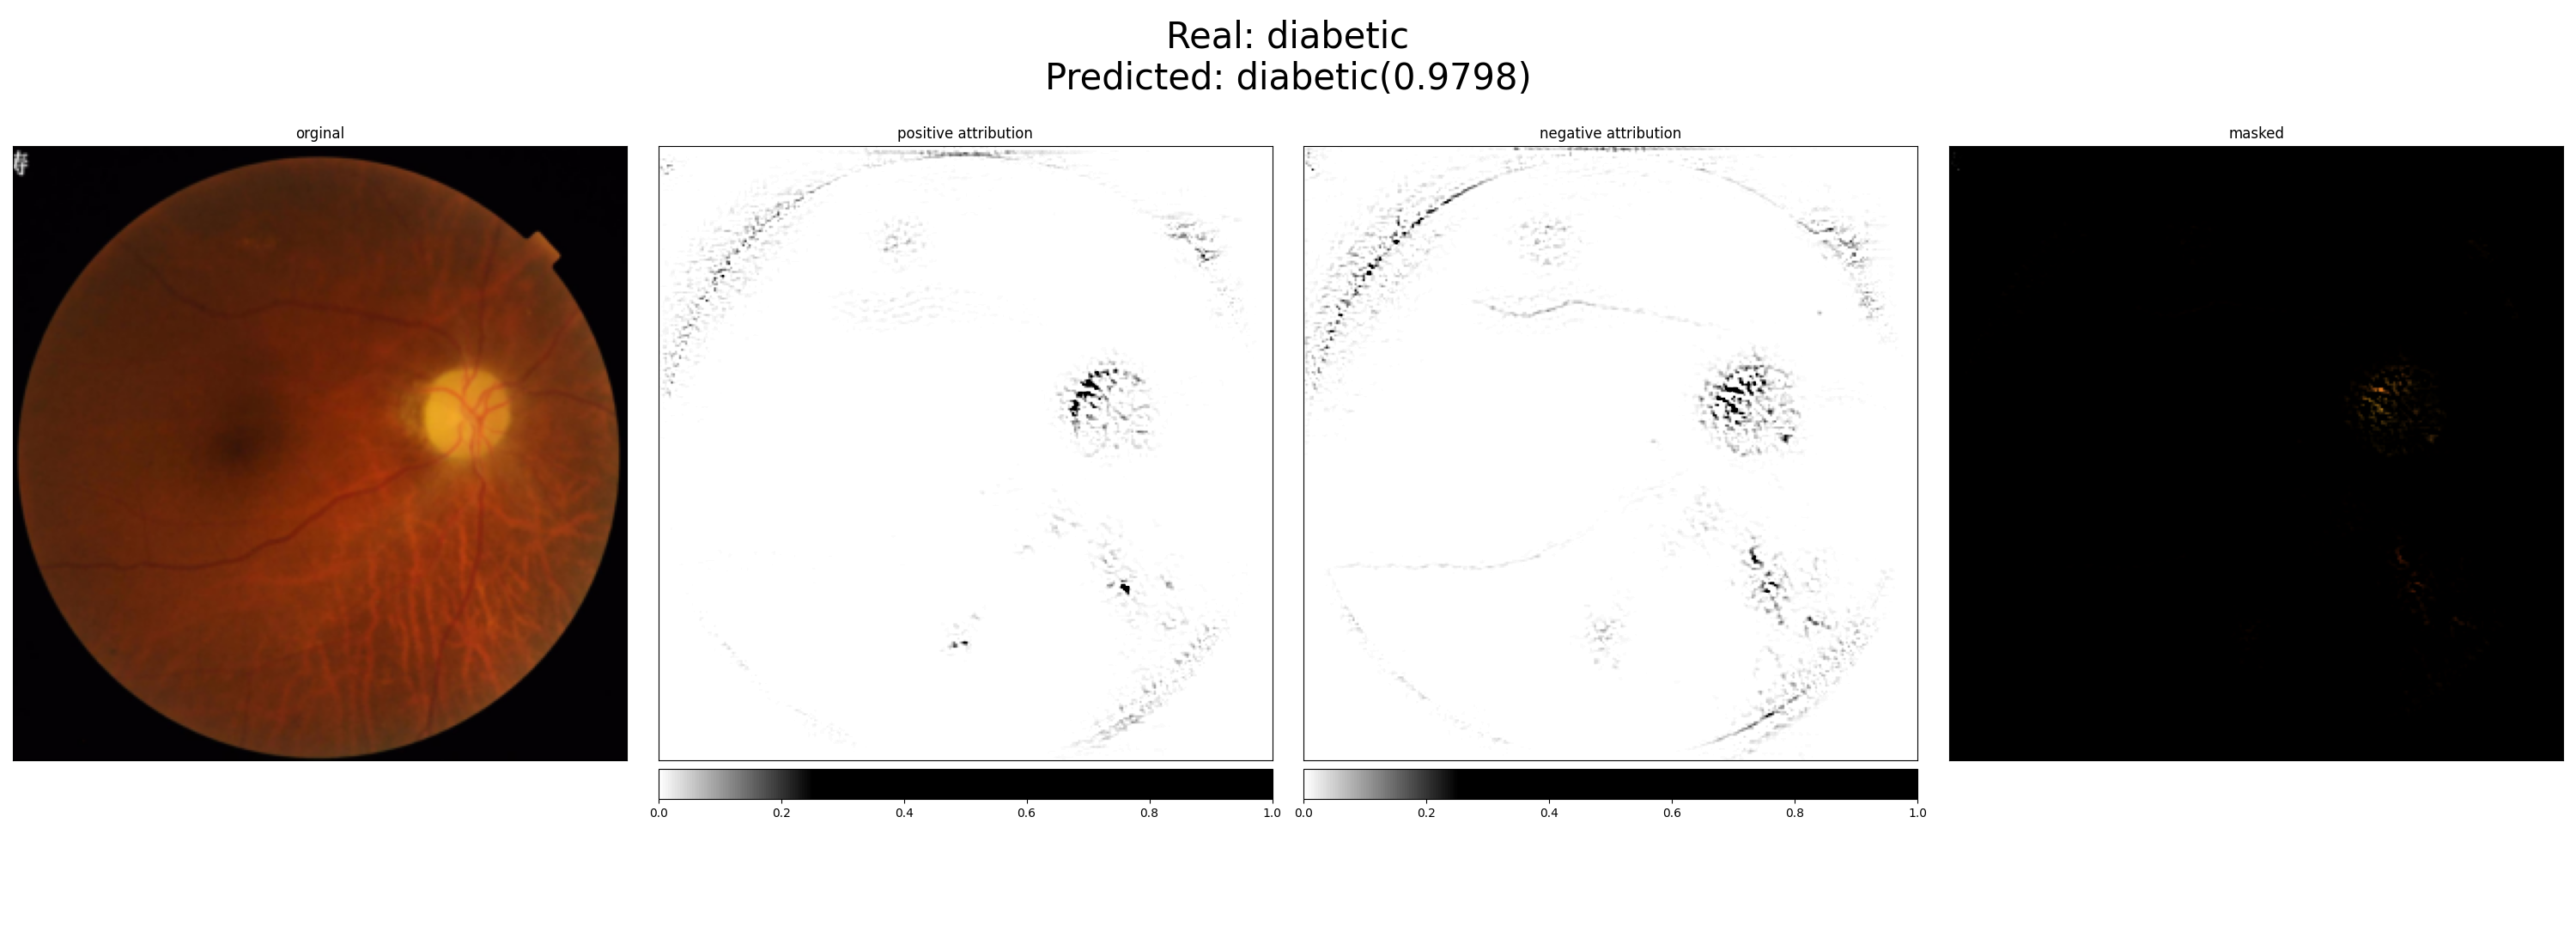 Real: diabetic
Predicted: diabetic(0.9798)
orginal
positive attribution
negative attribution
masked
0.0 0.2 0.4 0.6 0.8 1.0
0.0 0.2 0.4 0.6 0.8 1.0